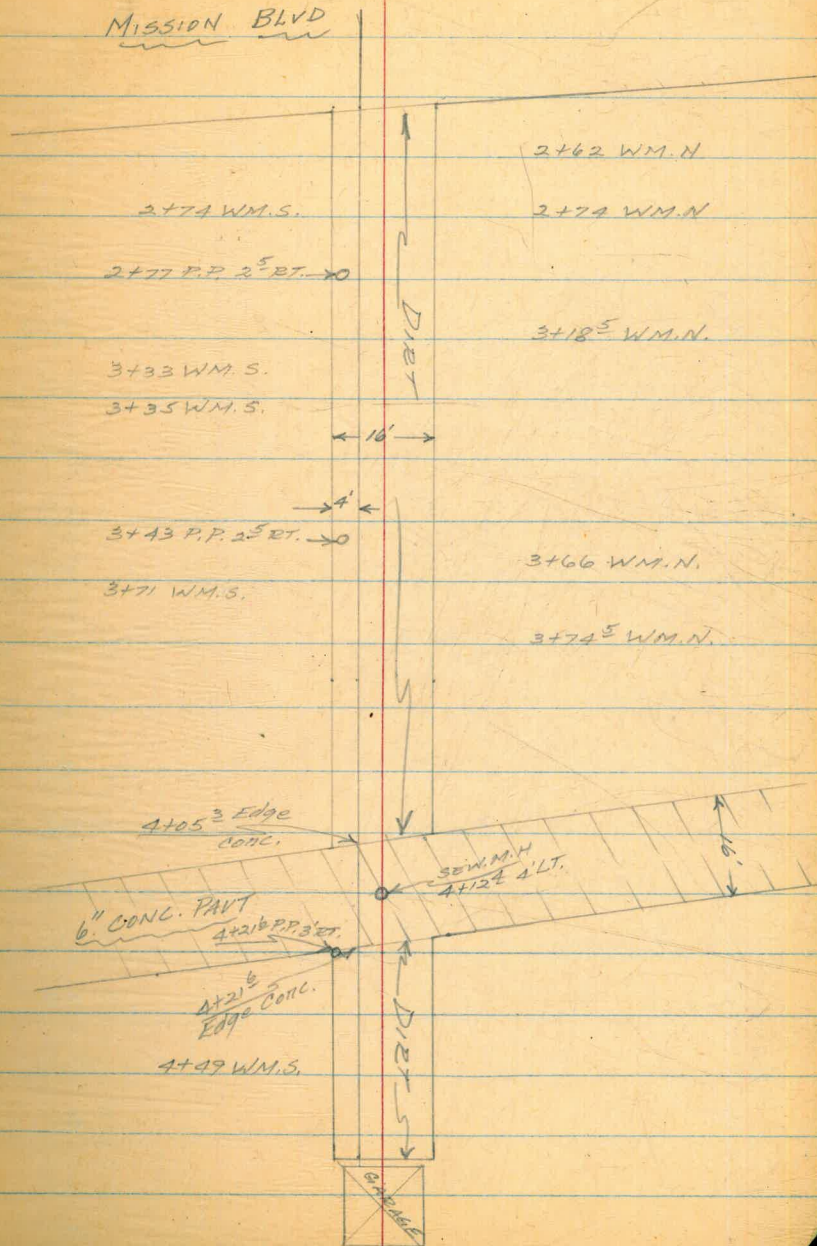 MISSION BLVD
2+62 WM.N
2+74 WM.S.
2+74 WM.N
2+77 P.P. 2⁵ RT.
DIRT
3+18⁵ WM.N.
3+33 WM.S.
3+35 WM.S.
16'
4'
3+43 P.P. 2⁵ RT.
3+66 WM.N.
3+71 WM.S.
3+74⁵ WM.N.
4+05³ Edge
Conc.
16'
SEW.M.H
4+12⁴ 4'LT.
6" CONC. PAVT
4+21⁶ P.P. 3' RT.
4+21⁶ S
Edge Conc.
DIRT
4+49 WM.S.
GARAGE